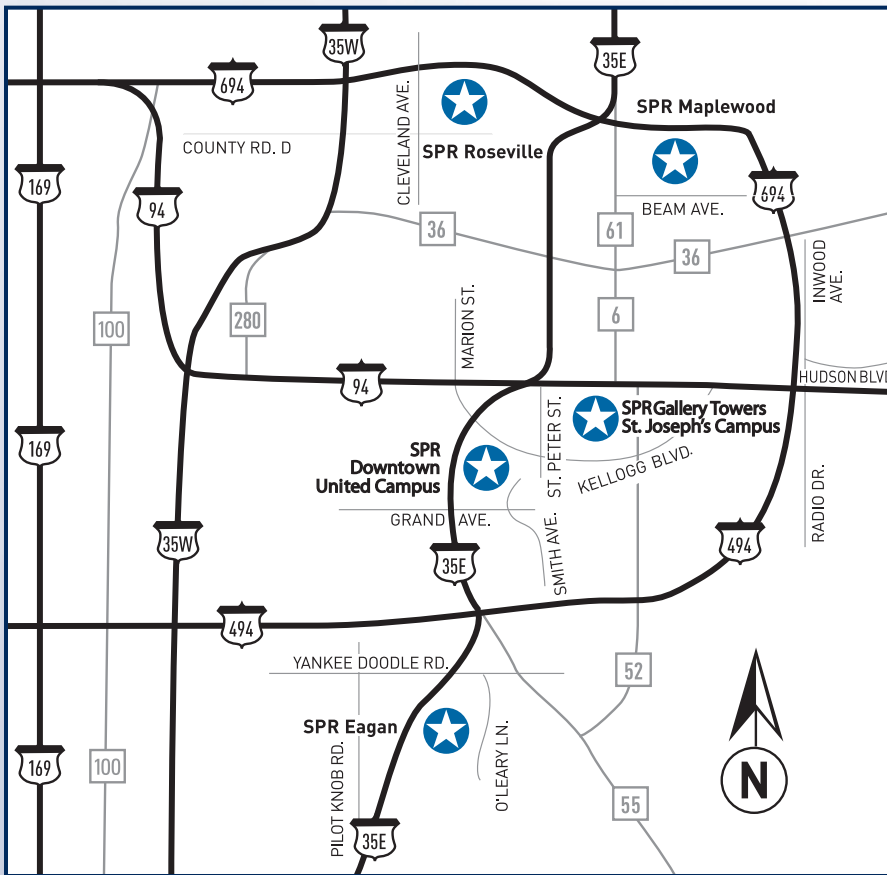 35W
35E
694
CLEVELAND AVE.
SPR Maplewood
COUNTY RD. D
SPR Roseville
169
94
694
BEAM AVE.
36
61
36
INWOOD
AVE.
100
280
MARION ST.
6
94
HUDSON BLVD
SPR Gallery Towers
St. Joseph's Campus
ST. PETER ST.
KELLOGG BLVD.
169
SPR
Downtown
United Campus
GRAND AVE.
SMITH AVE.
RADIO DR.
35W
35E
494
494
YANKEE DOODLE RD.
52
SPR Eagan
PILOT KNOB RD.
O'LEARY LN.
169
100
N
55
35E